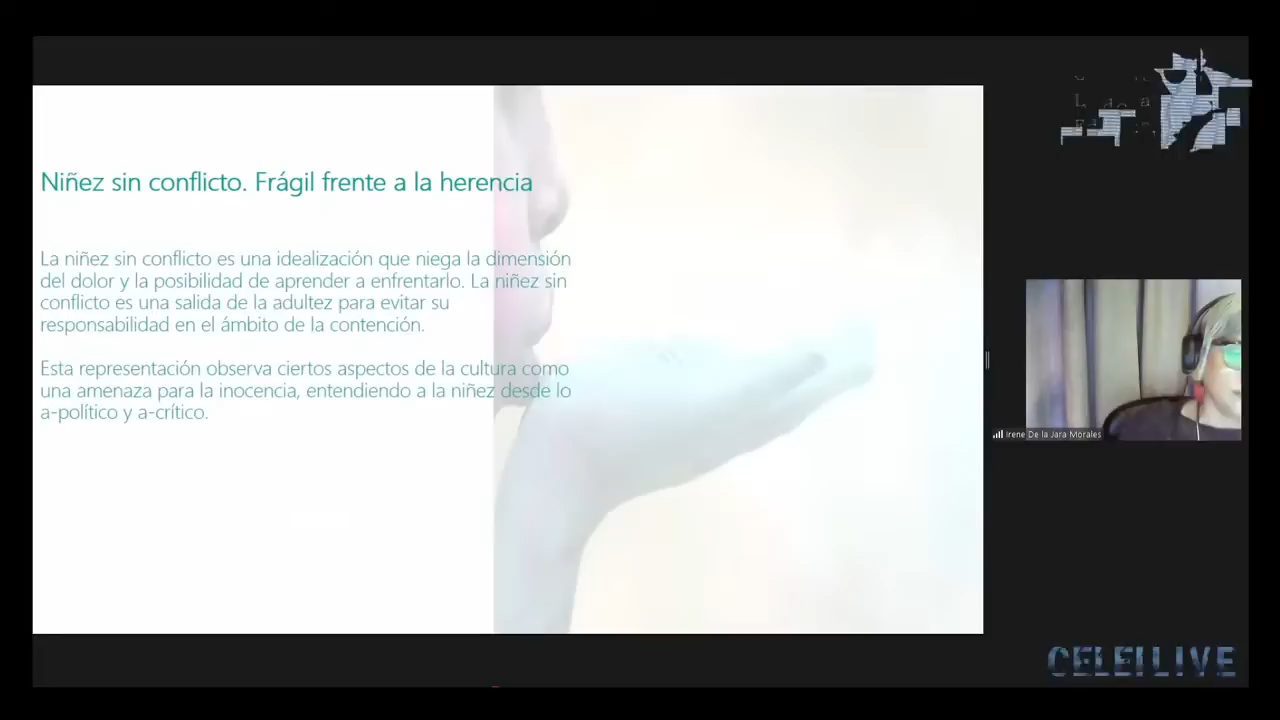 Niñez sin conflicto. Frágil frente a la herencia
La niñez sin conflicto es una idealización que niega la dimensión
del dolor y la posibilidad de aprender a enfrentarlo. La niñez sin
conflicto es una salida de la adultez para evitar su
responsabilidad en el ámbito de la contención.
Esta representación observa ciertos aspectos de la cultura como
una amenaza para la inocencia, entendiendo a la niñez desde lo
a-político y a-crítico.
Irene De la Jara Morales
CELEI LIVE